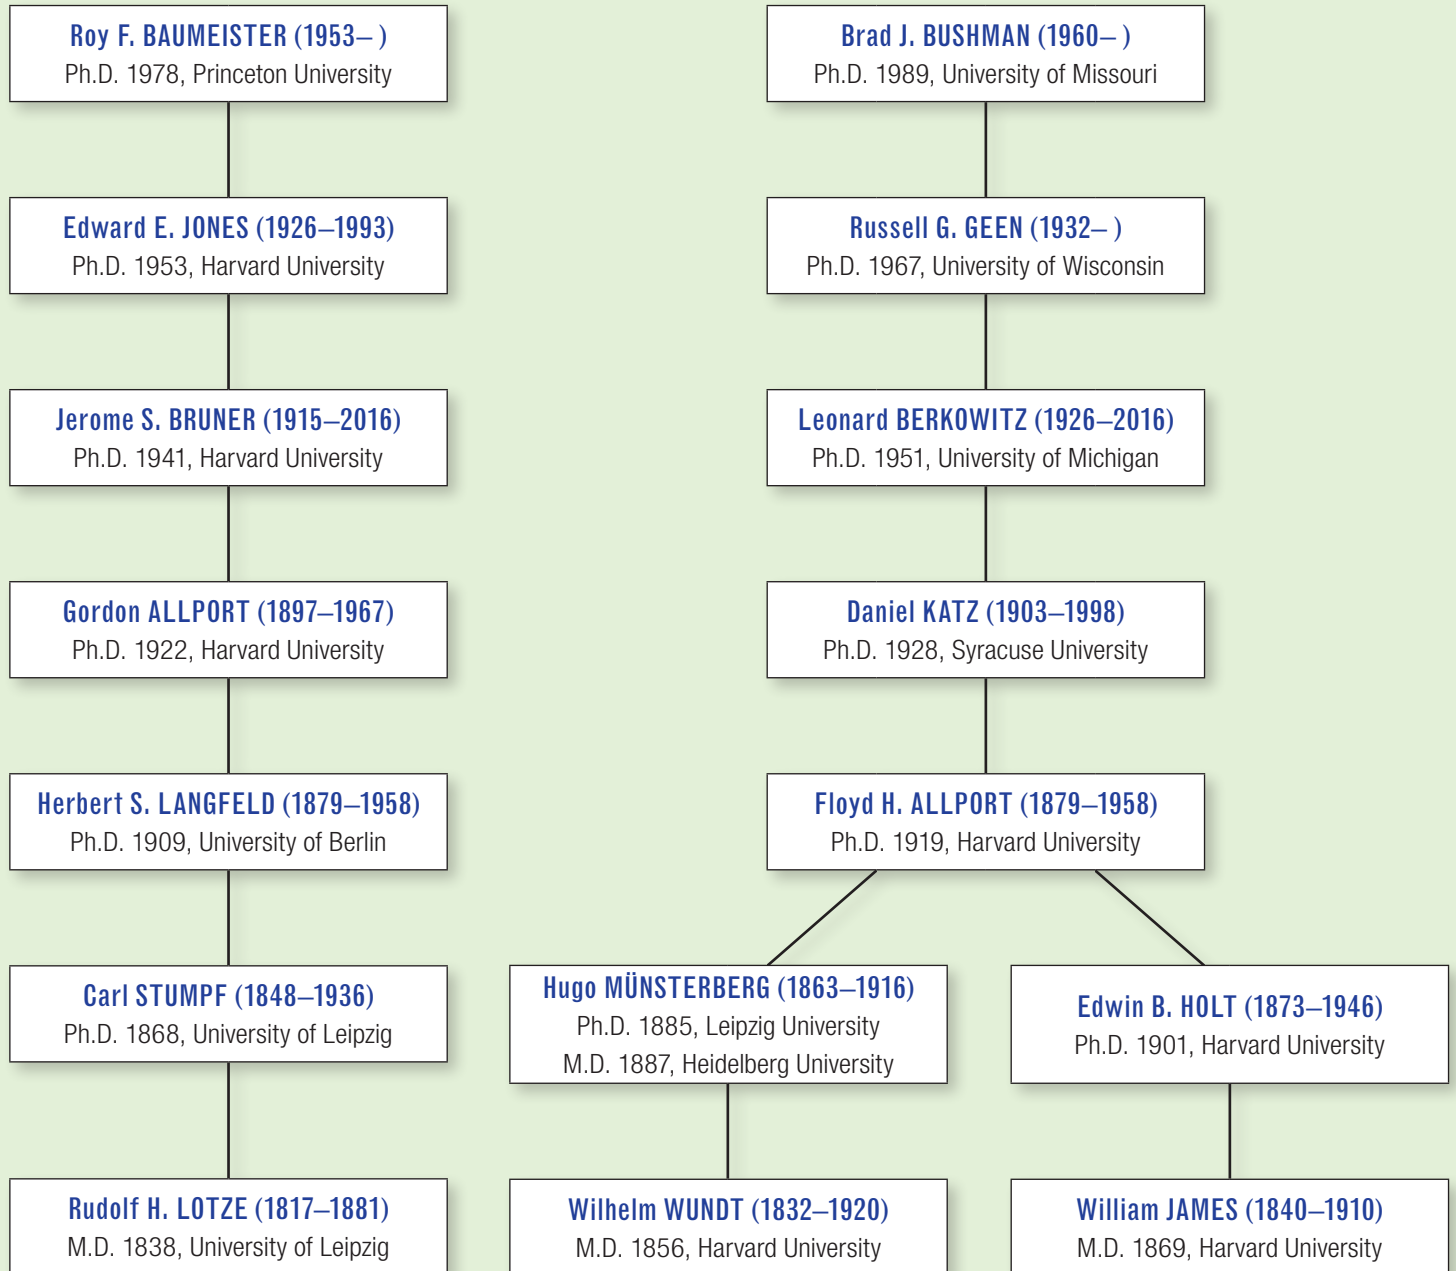 Roy F. BAUMEISTER (1953– )
Ph.D. 1978, Princeton University
Brad J. BUSHMAN (1960– )
Ph.D. 1989, University of Missouri
Edward E. JONES (1926–1993)
Ph.D. 1953, Harvard University
Russell G. GEEN (1932– )
Ph.D. 1967, University of Wisconsin
Jerome S. BRUNER (1915–2016)
Ph.D. 1941, Harvard University
Leonard BERKOWITZ (1926–2016)
Ph.D. 1951, University of Michigan
Gordon ALLPORT (1897–1967)
Ph.D. 1922, Harvard University
Daniel KATZ (1903–1998)
Ph.D. 1928, Syracuse University
Herbert S. LANGFELD (1879–1958)
Ph.D. 1909, University of Berlin
Floyd H. ALLPORT (1879–1958)
Ph.D. 1919, Harvard University
Carl STUMPF (1848–1936)
Ph.D. 1868, University of Leipzig
Hugo MÜNSTERBERG (1863–1916)
Ph.D. 1885, Leipzig University
M.D. 1887, Heidelberg University
Edwin B. HOLT (1873–1946)
Ph.D. 1901, Harvard University
Rudolf H. LOTZE (1817–1881)
M.D. 1838, University of Leipzig
Wilhelm WUNDT (1832–1920)
M.D. 1856, Harvard University
William JAMES (1840–1910)
M.D. 1869, Harvard University